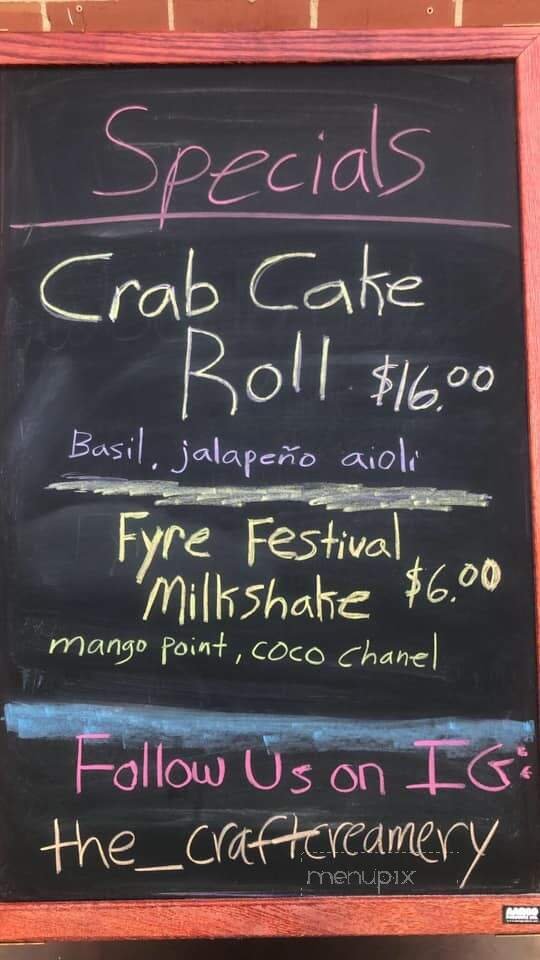 Specials
Crab Cake
Roll $16.00
Basil, jalapeño aioli
Fyre Festival
Milkshake $6.00
mango point, coco chanel
Follow Us on IG:
the_craftcreamery
menupix